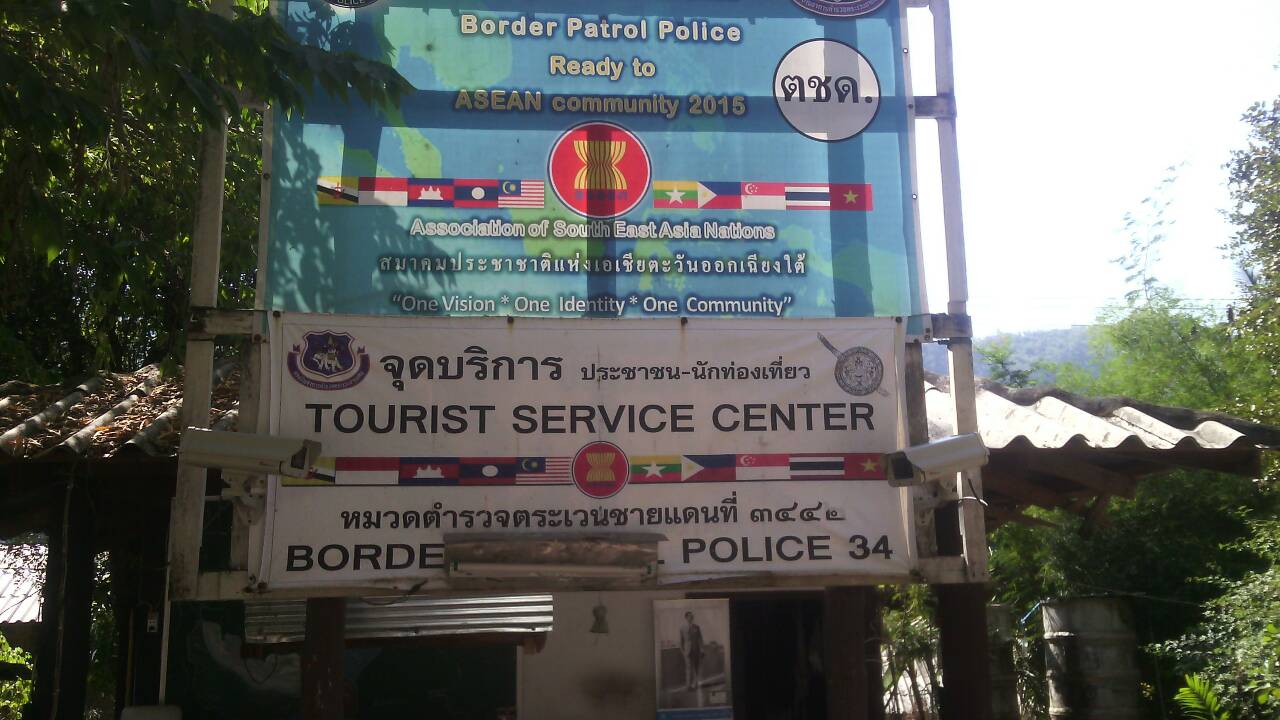 Border Patrol Police
Ready to
ASEAN community 2015
ตชด.
Association of South East Asia Nations
สมาคมประชาชาติแห่งเอเชียตะวันออกเฉียงใต้
“One Vision * One Identity * One Community”
จุดบริการ ประชาชน-นักท่องเที่ยว
TOURIST SERVICE CENTER
หมวดตำรวจตระเวนชายแดนที่ ๓๔๔๒
BORDE L POLICE 34